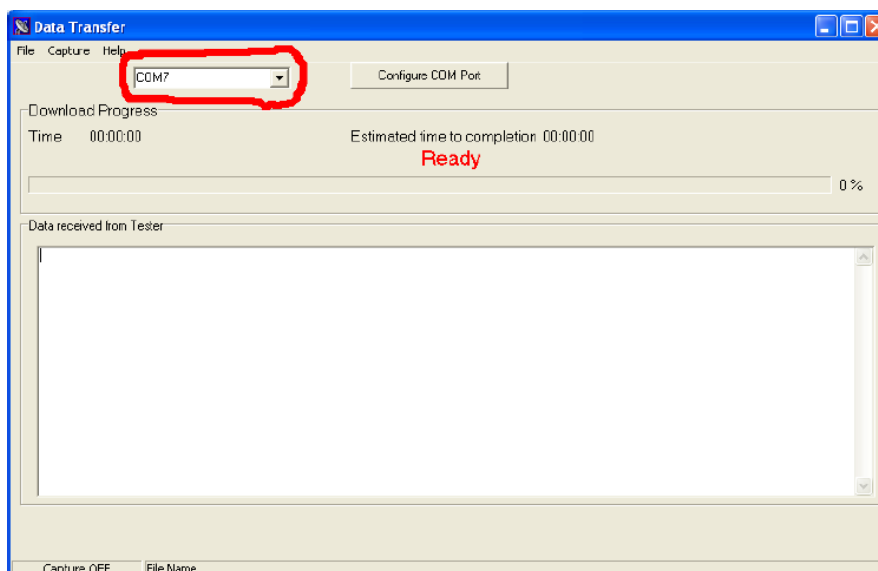 Data Transfer
File Capture Help
COM7 Configure COM Port
Download Progress
Time 00:00:00 Estimated time to completion 00:00:00
Ready
0 %
Data received from Tester
Capture OFF File Name